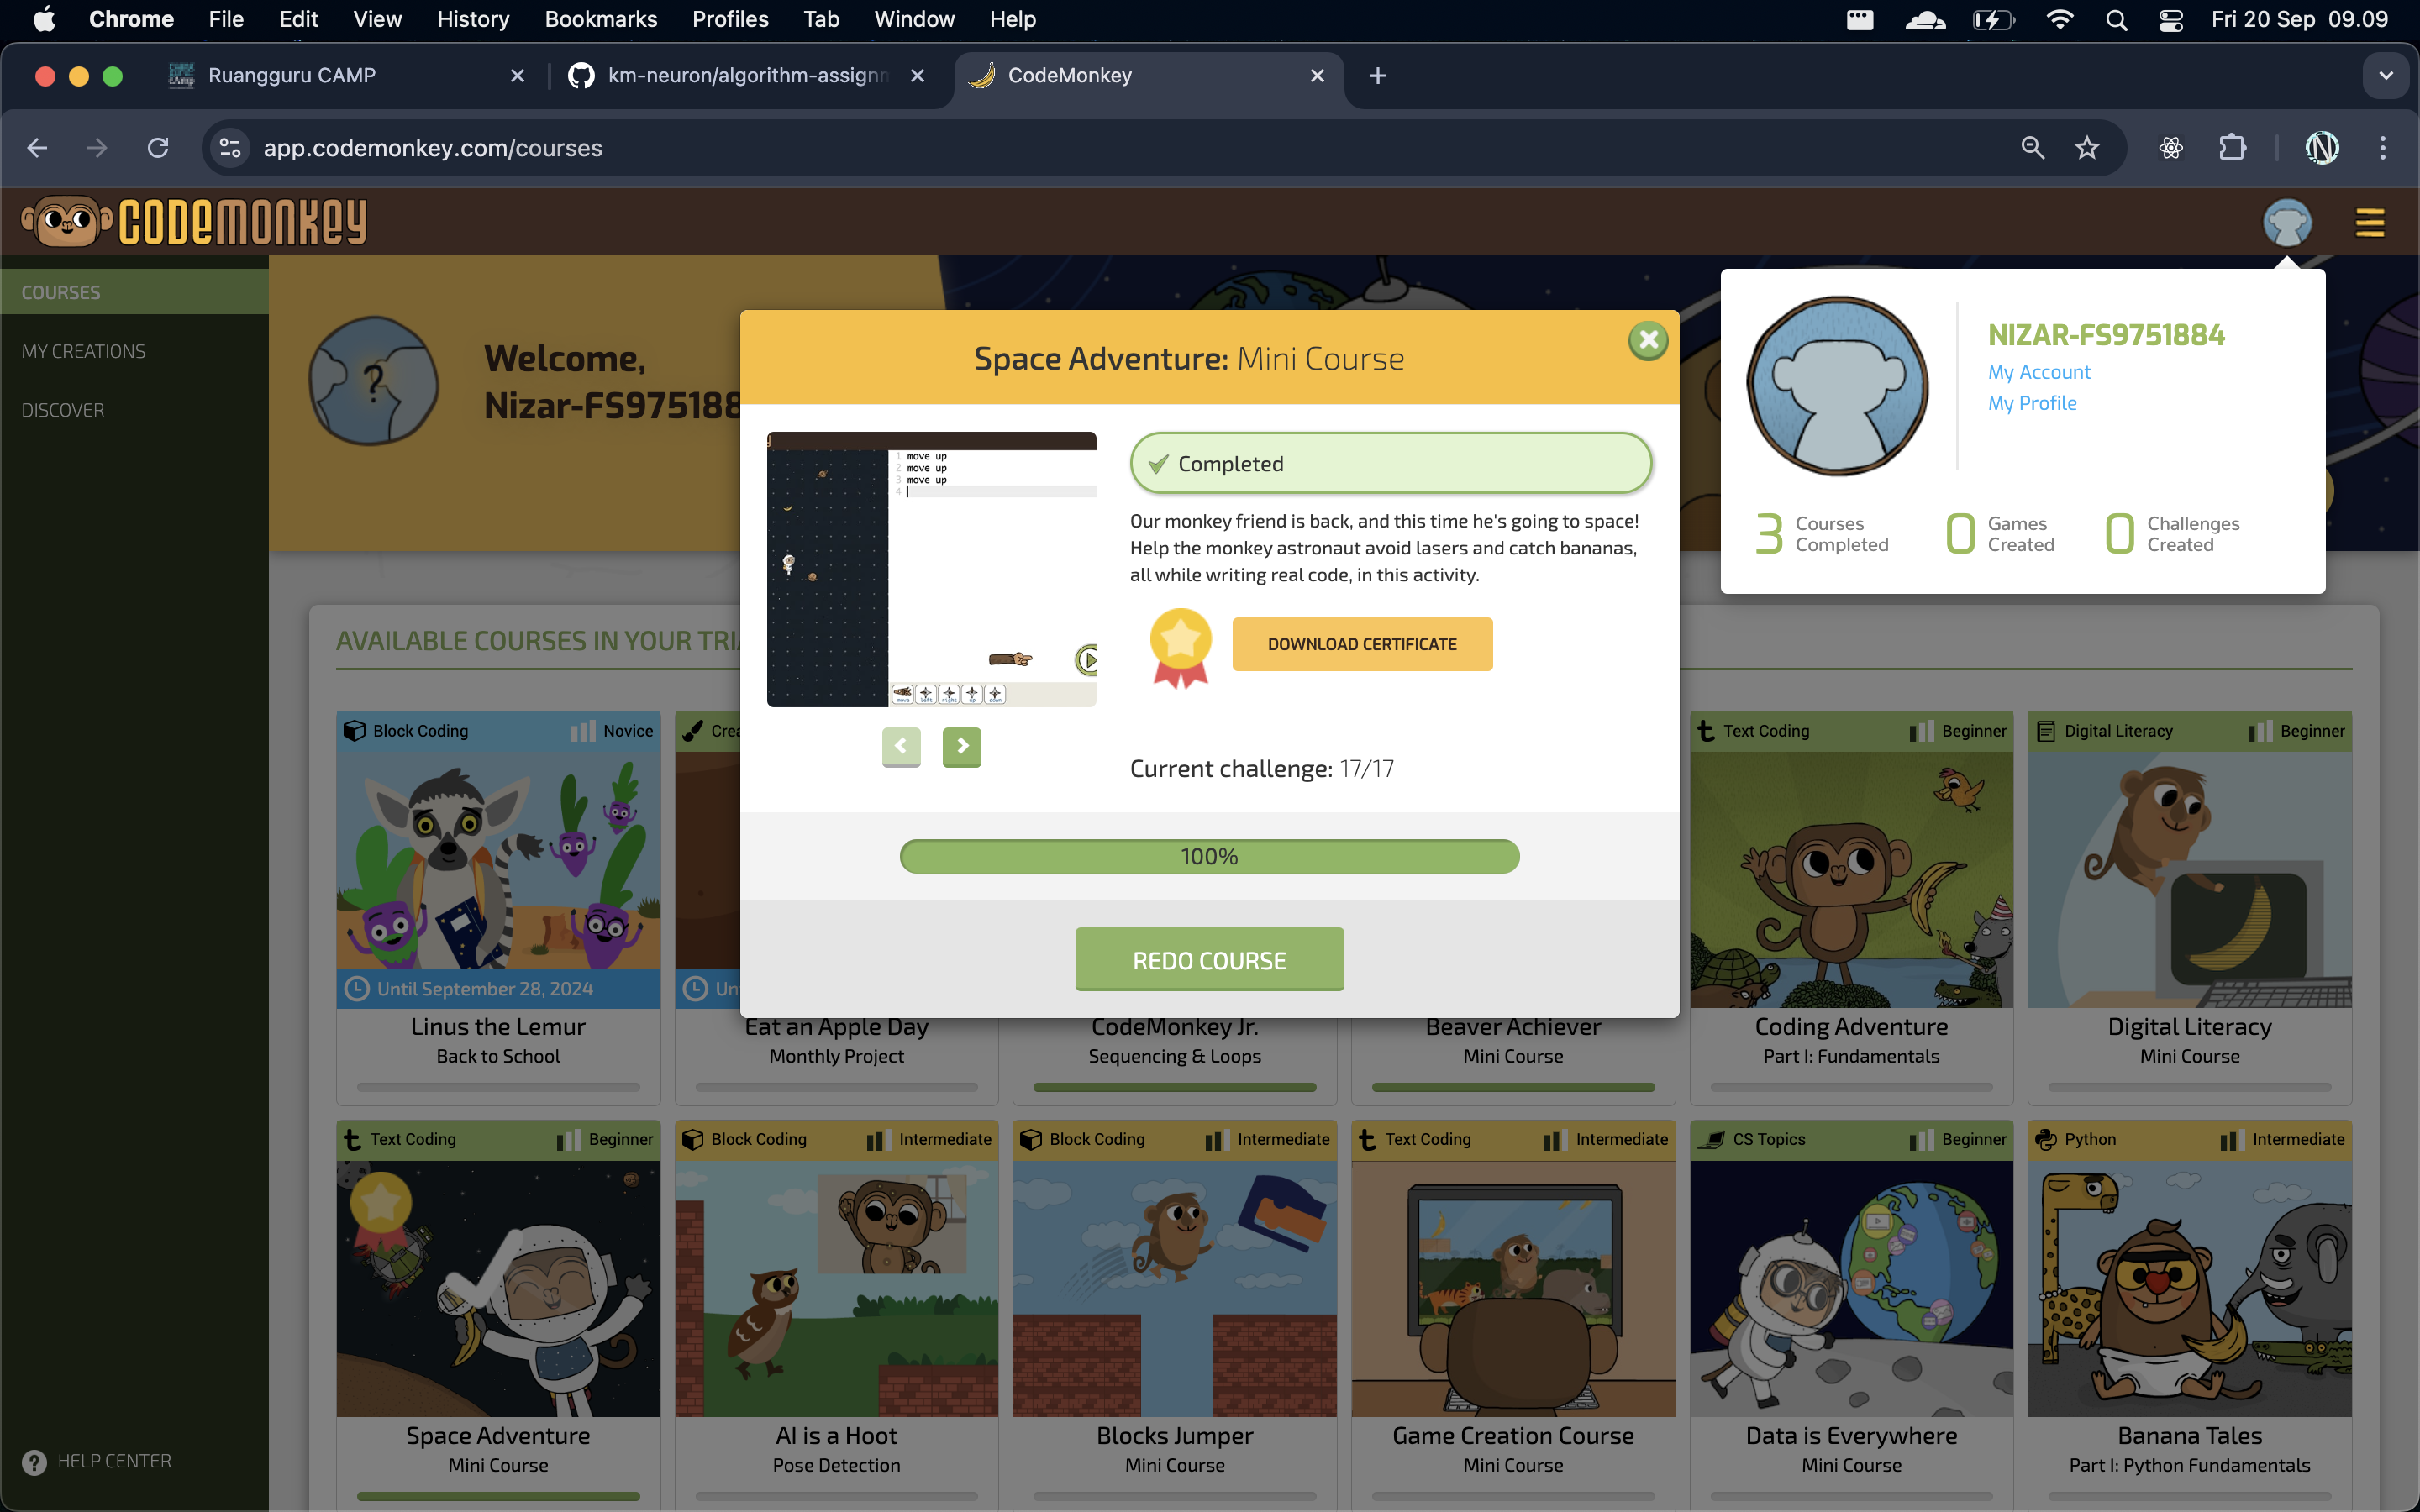 Chrome File Edit View History Bookmarks Profiles Tab Window Help Fri 20 Sep 09.09
Ruangguru CAMP km-neuron/algorithm-assignm CodeMonkey
app.codemonkey.com/courses
CODEMONKEY
COURSES
MY CREATIONS
DISCOVER
HELP CENTER
Welcome,
Nizar-FS975188
NIZAR-FS9751884
My Account
My Profile
3 Courses Completed
0 Games Created
0 Challenges Created
Space Adventure: Mini Course
1 move up
2 move up
3 move up
4
move left right up down
Completed
Our monkey friend is back, and this time he's going to space!
Help the monkey astronaut avoid lasers and catch bananas,
all while writing real code, in this activity.
DOWNLOAD CERTIFICATE
Current challenge: 17/17
100%
REDO COURSE
AVAILABLE COURSES IN YOUR TRI
Block Coding Novice
Until September 28, 2024
Linus the Lemur
Back to School
Crea
Un
Eat an Apple Day
Monthly Project
CodeMonkey Jr.
Sequencing & Loops
Beaver Achiever
Mini Course
Text Coding Beginner
Coding Adventure
Part I: Fundamentals
Digital Literacy Beginner
Digital Literacy
Mini Course
Text Coding Beginner
Space Adventure
Mini Course
Block Coding Intermediate
AI is a Hoot
Pose Detection
Block Coding Intermediate
Blocks Jumper
Mini Course
Text Coding Intermediate
Game Creation Course
Mini Course
CS Topics Beginner
Data is Everywhere
Mini Course
Python Intermediate
Banana Tales
Part I: Python Fundamentals